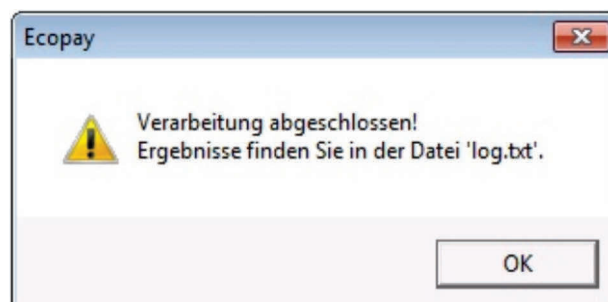 Ecopay
Verarbeitung abgeschlossen!
Ergebnisse finden Sie in der Datei 'log.txt'.
OK